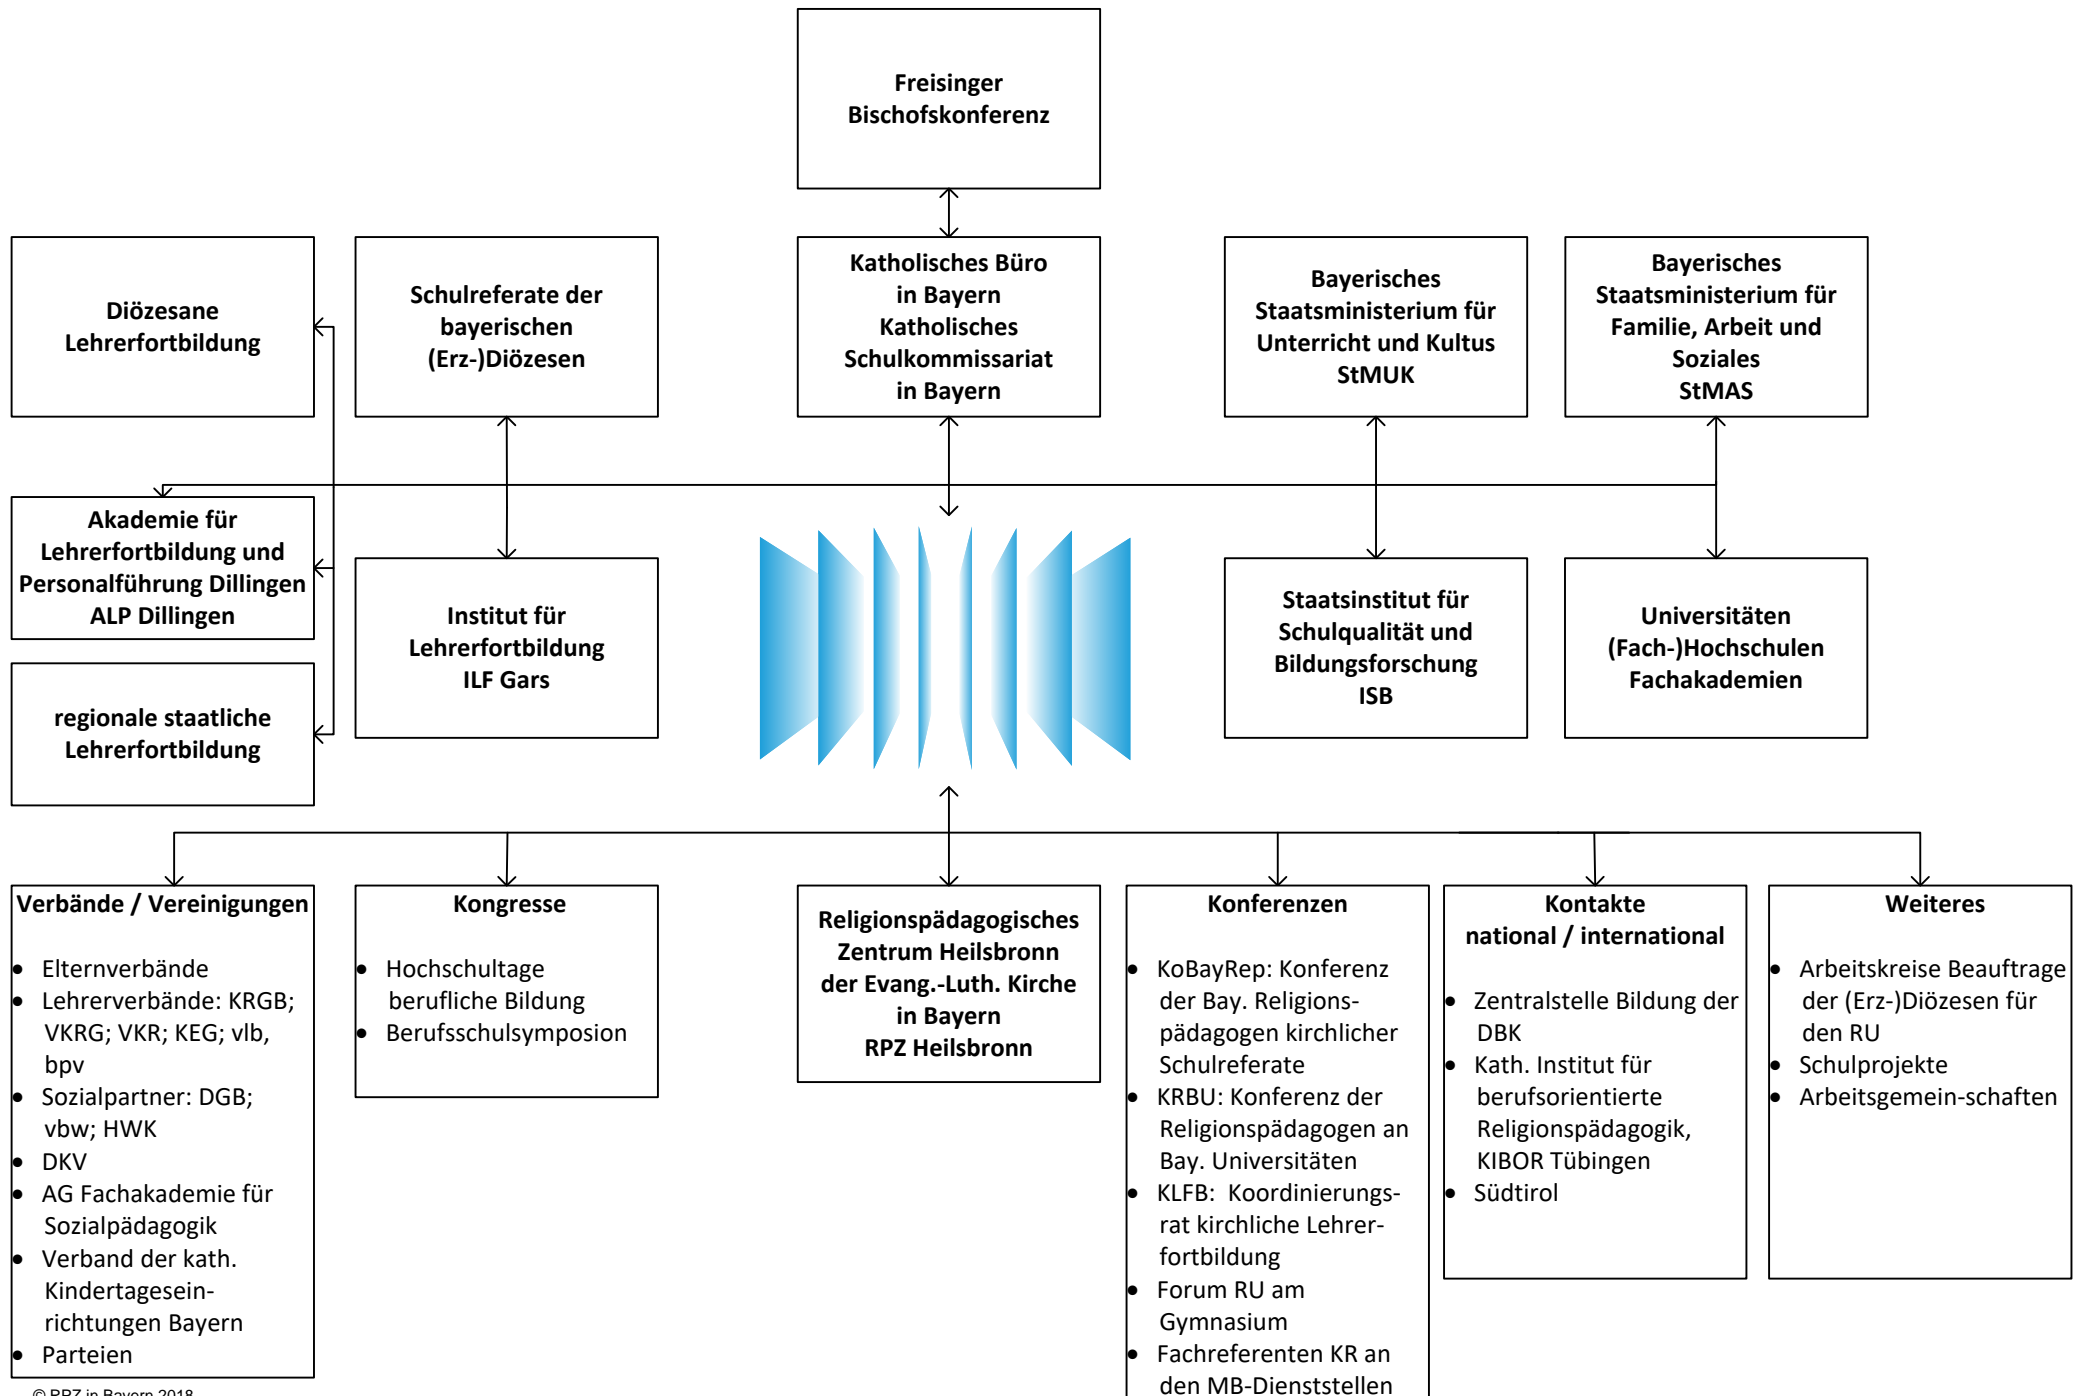 Freisinger
Bischofskonferenz
Diözesane
Lehrerfortbildung
Schulreferate der
bayerischen
(Erz-)Diözesen
Katholisches Büro
in Bayern
Katholisches
Schulkommissariat
in Bayern
Bayerisches
Staatsministerium für
Unterricht und Kultus
StMUK
Bayerisches
Staatsministerium für
Familie, Arbeit und
Soziales
StMAS
Akademie für
Lehrerfortbildung und
Personalführung Dillingen
ALP Dillingen
Institut für
Lehrerfortbildung
ILF Gars
Staatsinstitut für
Schulqualität und
Bildungsforschung
ISB
Universitäten
(Fach-)Hochschulen
Fachakademien
regionale staatliche
Lehrerfortbildung
Verbände / Vereinigungen
• Elternverbände
• Lehrerverbände: KRGB;
VKRG; VKR; KEG; vlb,
bpv
• Sozialpartner: DGB;
vbw; HWK
• DKV
• AG Fachakademie für
Sozialpädagogik
• Verband der kath.
Kindertagesein-
richtungen Bayern
• Parteien
Kongresse
• Hochschultage
berufliche Bildung
• Berufsschulsymposion
Religionspädagogisches
Zentrum Heilsbronn
der Evang.-Luth. Kirche
in Bayern
RPZ Heilsbronn
Konferenzen
• KoBayRep: Konferenz
der Bay. Religions-
pädagogen kirchlicher
Schulreferate
• KRBU: Konferenz der
Religionspädagogen an
Bay. Universitäten
• KLFB: Koordinierungs-
rat kirchliche Lehrer-
fortbildung
• Forum RU am
Gymnasium
• Fachreferenten KR an
den MB-Dienststellen
Kontakte
national / international
• Zentralstelle Bildung der
DBK
• Kath. Institut für
berufsorientierte
Religionspädagogik,
KIBOR Tübingen
• Südtirol
Weiteres
• Arbeitskreise Beauftrage
der (Erz-)Diözesen für
den RU
• Schulprojekte
• Arbeitsgemein-schaften
© RPZ in Bayern 2018